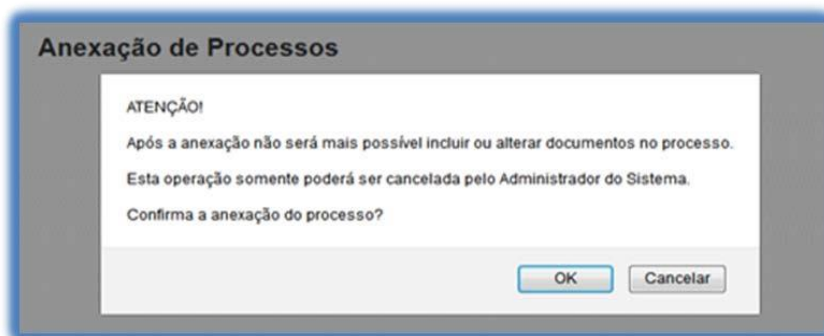 Anexação de Processos
ATENÇÃO!
Após a anexação não será mais possível incluir ou alterar documentos no processo.
Esta operação somente poderá ser cancelada pelo Administrador do Sistema.
Confirma a anexação do processo?
OK
Cancelar